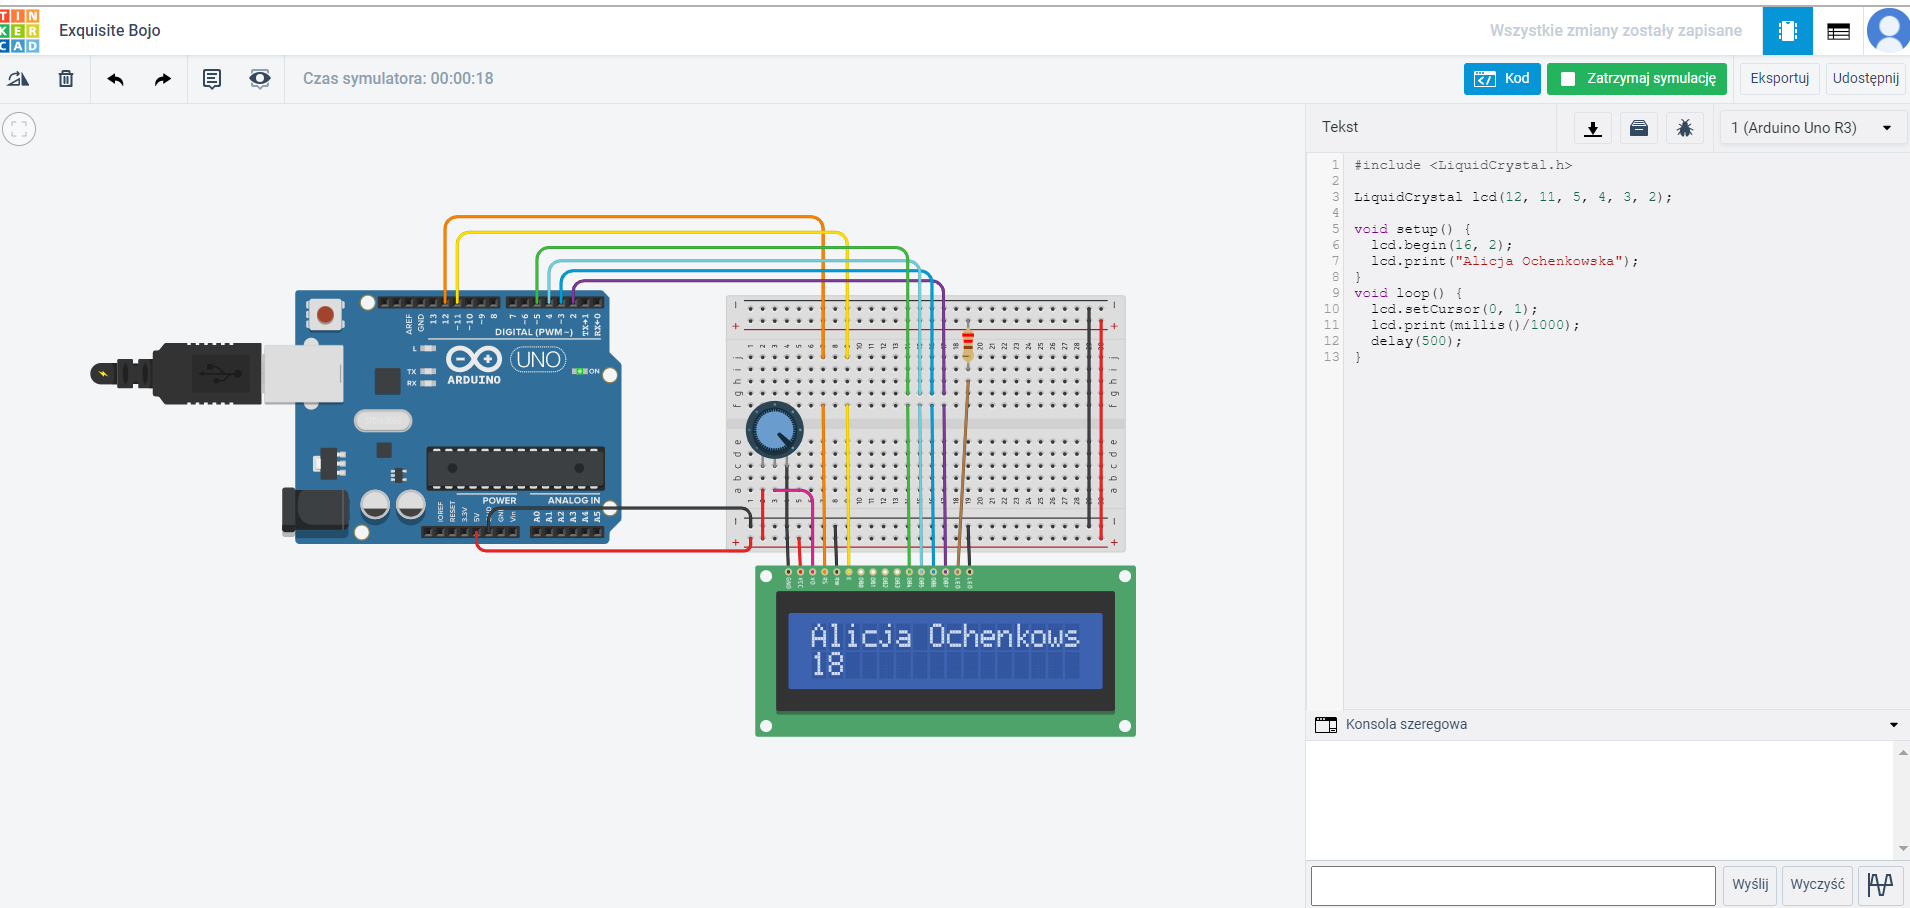 TIN
KER
CAD
Exquisite Bojo
Wszystkie zmiany zostały zapisane
Czas symulatora: 00:00:18
Kod
Zatrzymaj symulację
Eksportuj
Udostępnij
Tekst
1 (Arduino Uno R3)
1 #include <LiquidCrystal.h>
2
3 LiquidCrystal lcd(12, 11, 5, 4, 3, 2);
4
5 void setup() {
6 lcd.begin(16, 2);
7 lcd.print("Alicja Ochenkowska");
8 }
9 void loop() {
10 lcd.setCursor(0, 1);
11 lcd.print(millis()/1000);
12 delay(500);
13 }
AREF
GND
13
12
~11
~10
~9
8
7
~6
~5
4
~3
2
TX→1
RX←0
DIGITAL (PWM~)
L
TX
RX
ARDUINO
UNO
ON
POWER
ANALOG IN
IOREF
RESET
3.3V
5V
GND
Vin
A0
A1
A2
A3
A4
A5
Alicja Ochenkows
18
Konsola szeregowa
Wyślij
Wyczyść